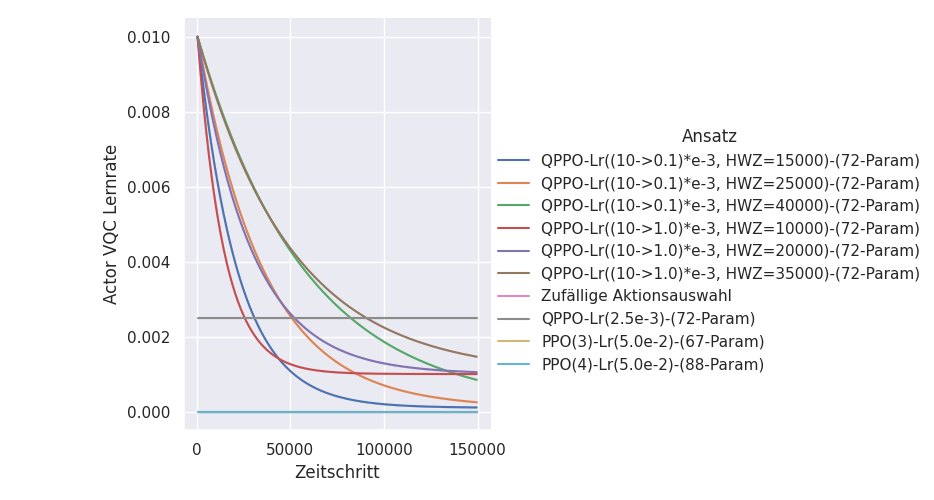 0.010
0.008
0.006
0.004
0.002
0.000
Actor VQC Lernrate
0
50000
100000
150000
Zeitschritt
Ansatz
QPPO-Lr((10->0.1)*e-3, HWZ=15000)-(72-Param)
QPPO-Lr((10->0.1)*e-3, HWZ=25000)-(72-Param)
QPPO-Lr((10->0.1)*e-3, HWZ=40000)-(72-Param)
QPPO-Lr((10->1.0)*e-3, HWZ=10000)-(72-Param)
QPPO-Lr((10->1.0)*e-3, HWZ=20000)-(72-Param)
QPPO-Lr((10->1.0)*e-3, HWZ=35000)-(72-Param)
Zufällige Aktionsauswahl
QPPO-Lr(2.5e-3)-(72-Param)
PPO(3)-Lr(5.0e-2)-(67-Param)
PPO(4)-Lr(5.0e-2)-(88-Param)